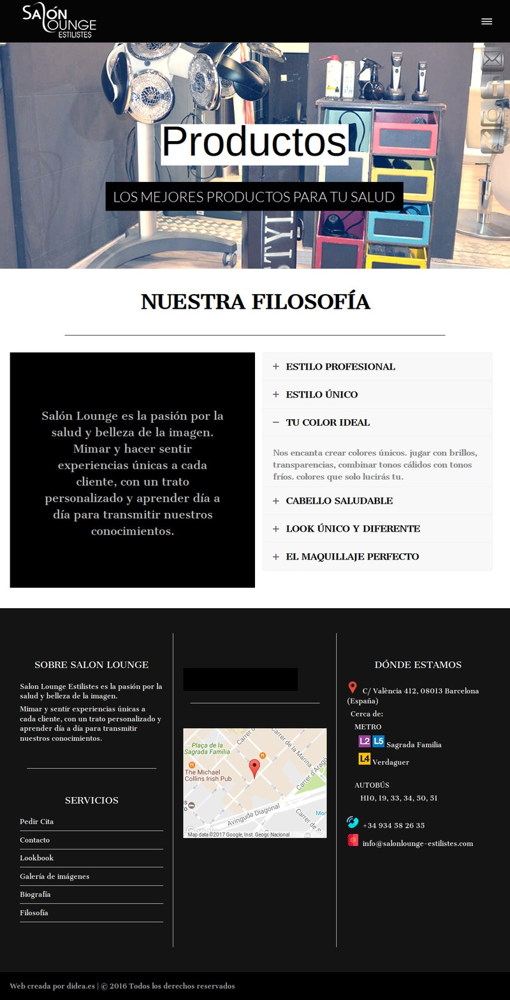 SALÓN
LOUNGE
ESTILISTES
Productos
LOS MEJORES PRODUCTOS PARA TU SALUD
STYL
NUESTRA FILOSOFÍA
Salón Lounge es la pasión por la
salud y belleza de la imagen.
Mimar y hacer sentir
experiencias únicas a cada
cliente, con un trato
personalizado y aprender día a
día para transmitir nuestros
conocimientos.
ESTILO PROFESIONAL
ESTILO ÚNICO
TU COLOR IDEAL
Nos encanta crear colores únicos. jugar con brillos,
transparencias, combinar tonos cálidos con tonos
fríos. colores que solo lucirás tu.
CABELLO SALUDABLE
LOOK ÚNICO Y DIFERENTE
EL MAQUILLAJE PERFECTO
SOBRE SALON LOUNGE
Salon Lounge Estilistes es la pasión por la
salud y belleza de la imagen.
Mimar y sentir experiencias únicas a
cada cliente, con un trato personalizado y
aprender día a día para transmitir
nuestros conocimientos.
SERVICIOS
Pedir Cita
Contacto
Lookbook
Galería de imágenes
Biografía
Filosofía
Plaça de la
Sagrada Família
Carrer de
Carrer de la Marina
The Michael
Collins Irish Pub
Carrer d'Aragó
Avinguda Diagonal
Mon
Carrer de S
Google
Map data ©2017 Google, Inst. Geogr. Nacional
DÓNDE ESTAMOS
C/ València 412, 08013 Barcelona
(España)
Cerca de:
METRO
L2 L5 Sagrada Familia
L4 Verdaguer
AUTOBÚS
H10, 19, 33, 34, 50, 51
+34 934 58 26 35
info@salonlounge-estilistes.com
Web creada por didea.es | © 2016 Todos los derechos reservados